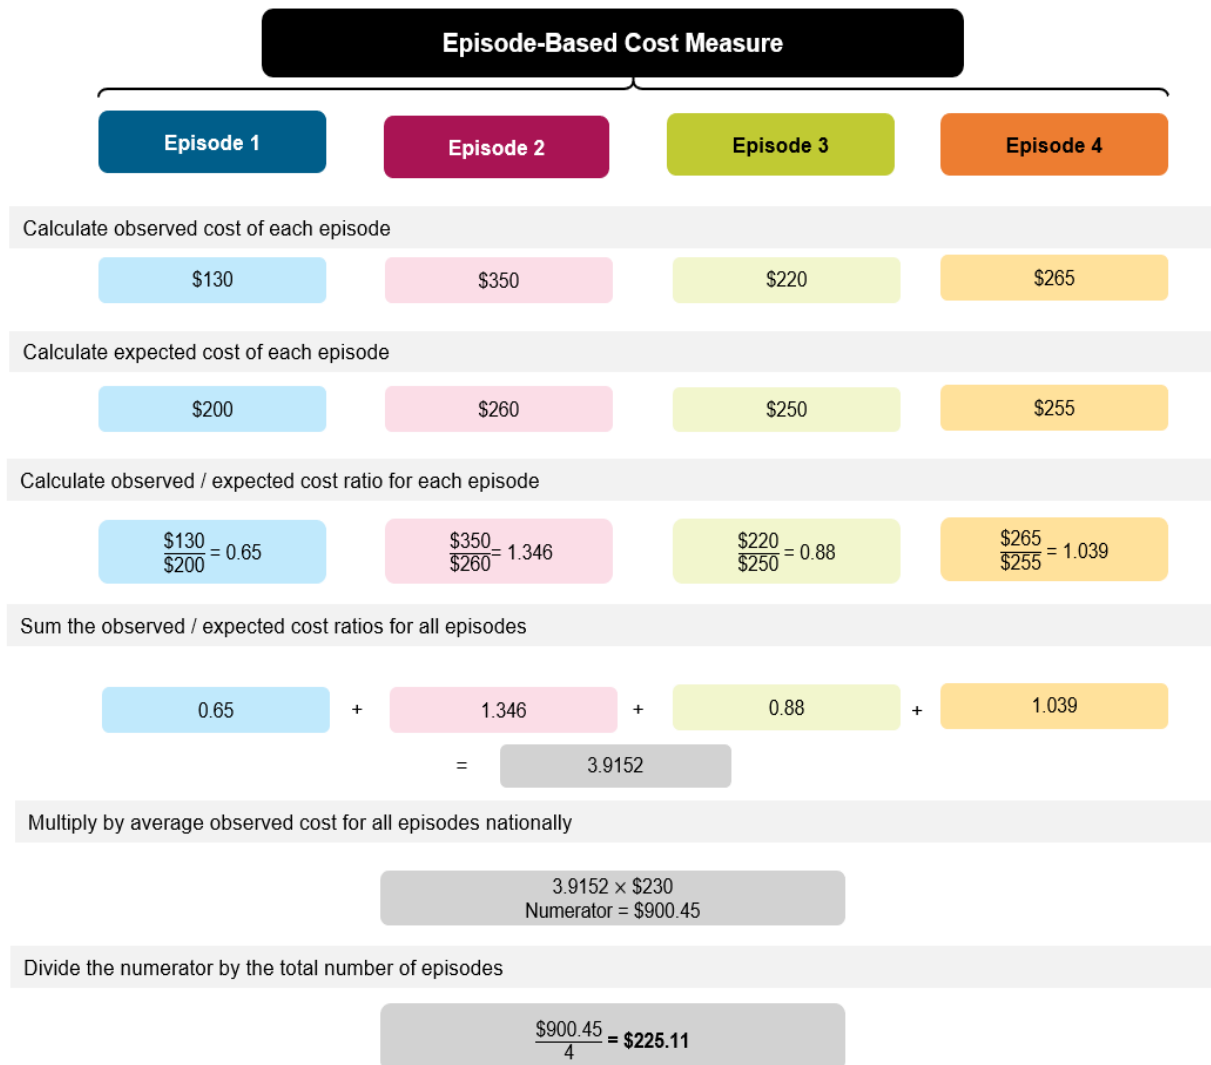 Episode-Based Cost Measure
Episode 1
Episode 2
Episode 3
Episode 4
Calculate observed cost of each episode
$130
$350
$220
$265
Calculate expected cost of each episode
$200
$260
$250
$255
Calculate observed / expected cost ratio for each episode
$130
$200
= 0.65
$350
$260
= 1.346
$220
$250
= 0.88
$265
$255
= 1.039
Sum the observed / expected cost ratios for all episodes
0.65 + 1.346 + 0.88 + 1.039
= 3.9152
Multiply by average observed cost for all episodes nationally
3.9152 × $230
Numerator = $900.45
Divide the numerator by the total number of episodes
$900.45
4
= $225.11